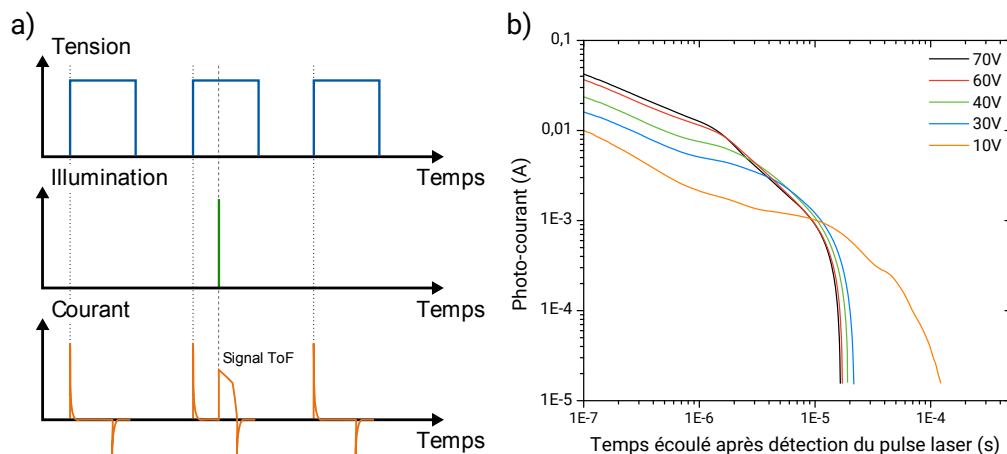 a)
Tension
Temps
Illumination
Temps
Courant
Signal ToF
Temps
b)
0,1
0,01
1E-3
1E-4
1E-5
1E-7
1E-6
1E-5
1E-4
Photo-courant (A)
Temps écoulé après détection du pulse laser (s)
70V
60V
40V
30V
10V